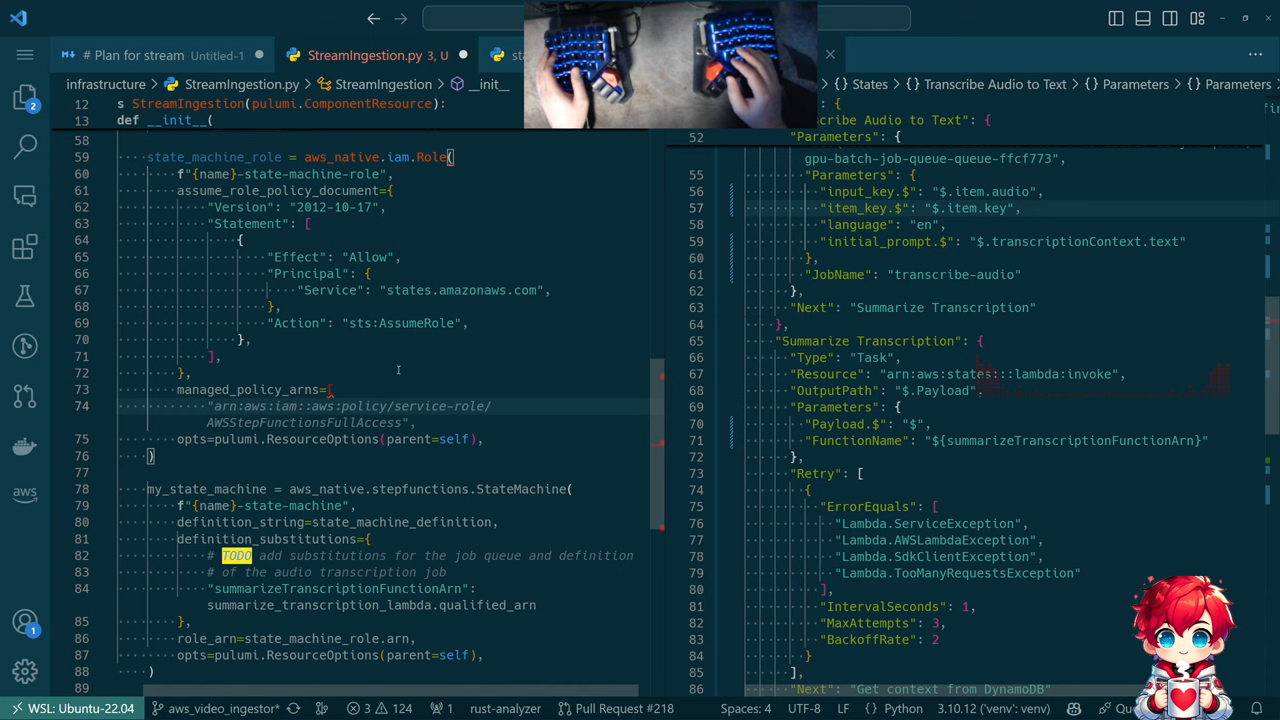 # Plan for stream Untitled-1
StreamIngestion.py 3, U
infrastructure > StreamIngestion.py > StreamIngestion > __init__
12 s StreamIngestion(pulumi.ComponentResource):
13 def __init__(
58
59 state_machine_role = aws_native.iam.Role(
60 f"{name}-state-machine-role",
61 assume_role_policy_document={
62 "Version": "2012-10-17",
63 "Statement": [
64 {
65 "Effect": "Allow",
66 "Principal": {
67 "Service": "states.amazonaws.com",
68 },
69 "Action": "sts:AssumeRole",
70 },
71 ],
72 },
73 managed_policy_arns=[
74 "arn:aws:iam::aws:policy/service-role/
AWSStepFunctionsFullAccess",
75 opts=pulumi.ResourceOptions(parent=self),
76 )
77
78 my_state_machine = aws_native.stepfunctions.StateMachine(
79 f"{name}-state-machine",
80 definition_string=state_machine_definition,
81 definition_substitutions={
82 # TODO add substitutions for the job queue and definition
83 # of the audio transcription job
84 "summarizeTranscriptionFunctionArn":
summarize_transcription_lambda.qualified_arn
85 },
86 role_arn=state_machine_role.arn,
87 opts=pulumi.ResourceOptions(parent=self),
88 )
89
{} States > {} Transcribe Audio to Text > {} Parameters > {} Parameters
52 "Parameters": {
gpu-batch-job-queue-queue-ffcf773",
55 "Parameters": {
56 "input_key.$": "$.item.audio",
57 "item_key.$": "$.item.key",
58 "language": "en",
59 "initial_prompt.$": "$.transcriptionContext.text"
60 },
61 "JobName": "transcribe-audio"
62 },
63 "Next": "Summarize Transcription"
64 },
65 "Summarize Transcription": {
66 "Type": "Task",
67 "Resource": "arn:aws:states:::lambda:invoke",
68 "OutputPath": "$.Payload",
69 "Parameters": {
70 "Payload.$": "$",
71 "FunctionName": "${summarizeTranscriptionFunctionArn}"
72 },
73 "Retry": [
74 {
75 "ErrorEquals": [
76 "Lambda.ServiceException",
77 "Lambda.AWSLambdaException",
78 "Lambda.SdkClientException",
79 "Lambda.TooManyRequestsException"
80 ],
81 "IntervalSeconds": 1,
82 "MaxAttempts": 3,
83 "BackoffRate": 2
84 }
85 ],
86 "Next": "Get context from DynamoDB"
2
aws
1
WSL: Ubuntu-22.04 aws_video_ingestor* 3 124 1 rust-analyzer Pull Request #218 Spaces: 4 UTF-8 LF Python 3.10.12 ('venv': venv)